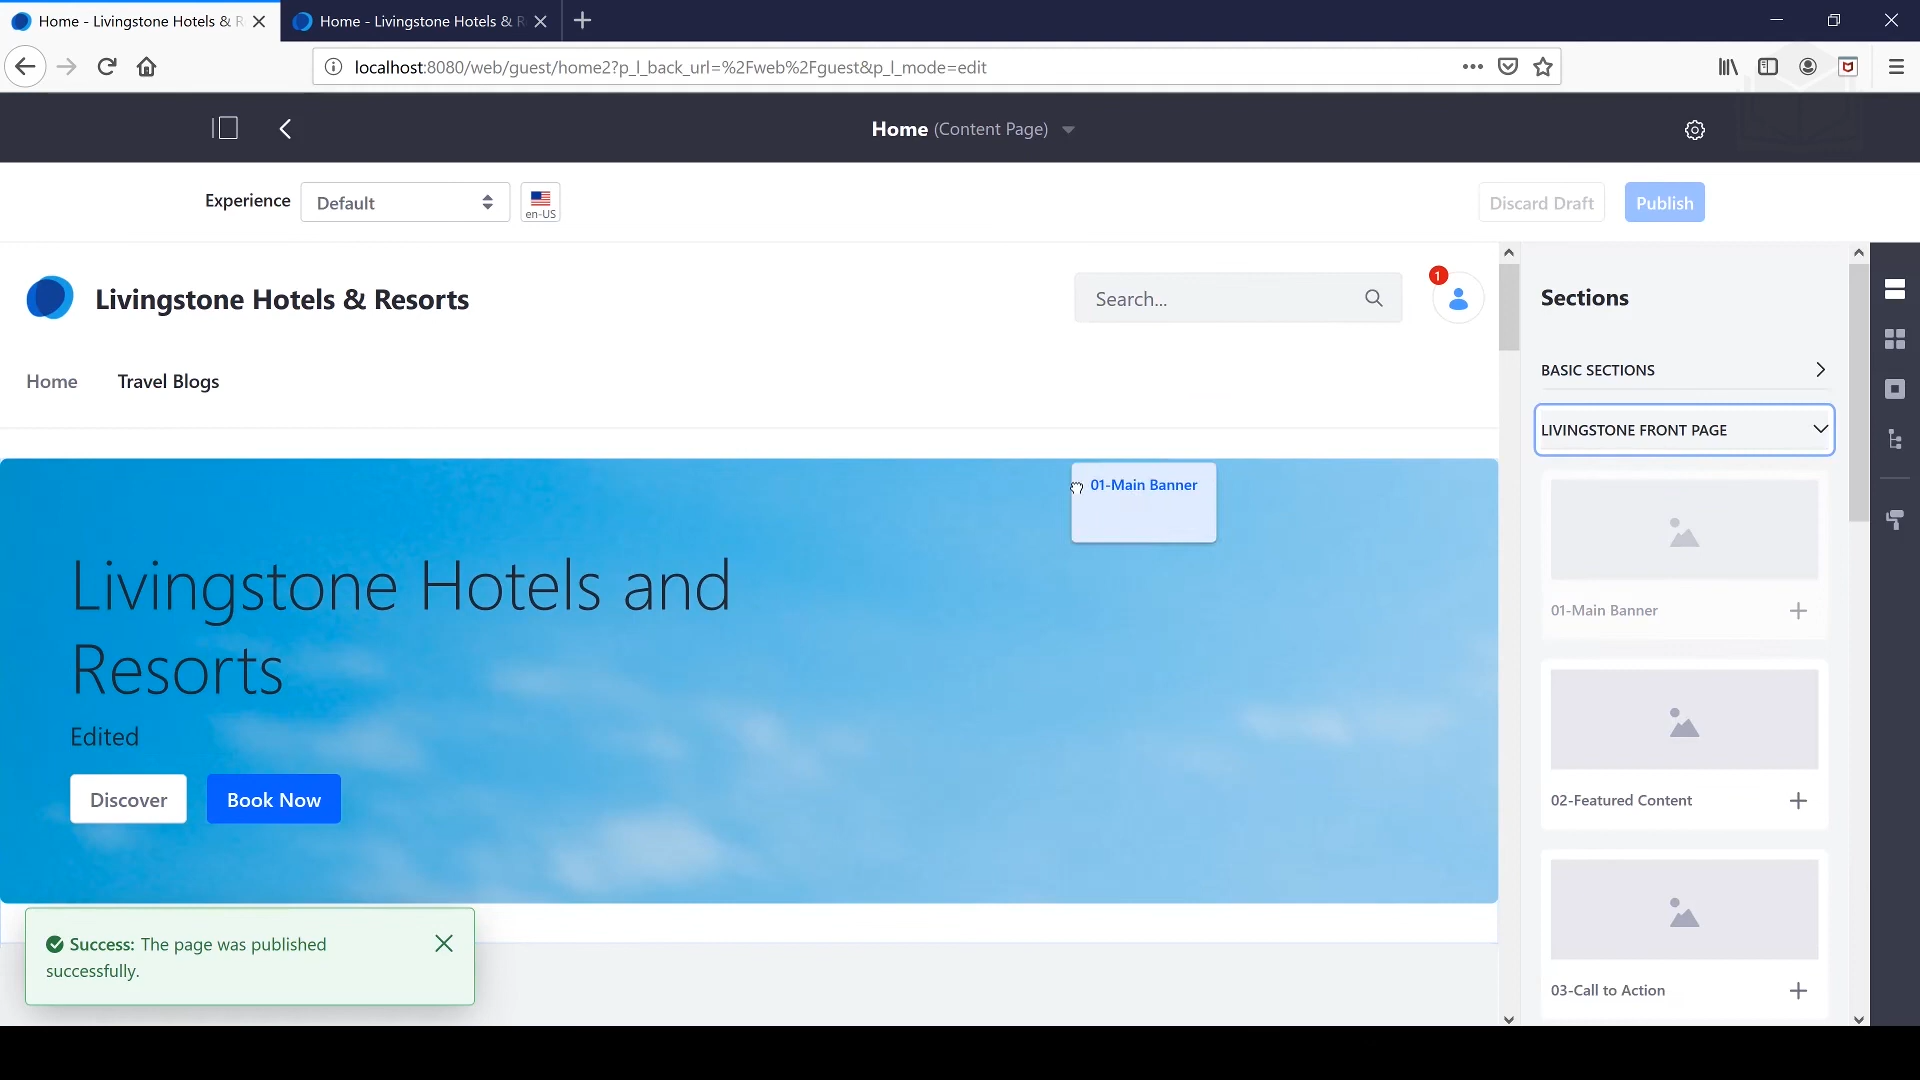 Home - Livingstone Hotels & R
Home - Livingstone Hotels & R
localhost:8080/web/guest/home2?p_l_back_url=%2Fweb%2Fguest&p_l_mode=edit
Home (Content Page)
Experience
Default
en-US
Discard Draft
Publish
Livingstone Hotels & Resorts
Search...
1
Home
Travel Blogs
Sections
BASIC SECTIONS
LIVINGSTONE FRONT PAGE
01-Main Banner
Livingstone Hotels and
Resorts
Edited
Discover
Book Now
01-Main Banner
02-Featured Content
03-Call to Action
Success: The page was published
successfully.